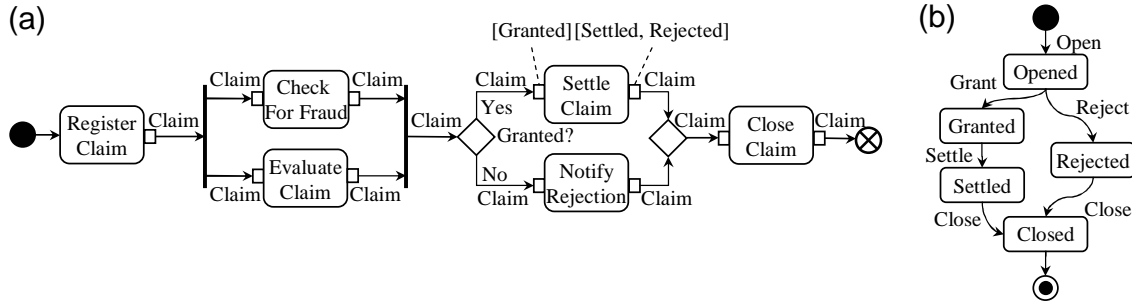 (a)
[Granted][Settled, Rejected]
Register
Claim
Claim
Claim
Check
For Fraud
Claim
Claim
Evaluate
Claim
Claim
Claim
Claim
Yes
Granted?
No
Claim
Settle
Claim
Claim
Notify
Rejection
Claim
Claim
Close
Claim
Claim
(b)
Open
Opened
Grant
Reject
Granted
Settle
Rejected
Settled
Close
Close
Closed